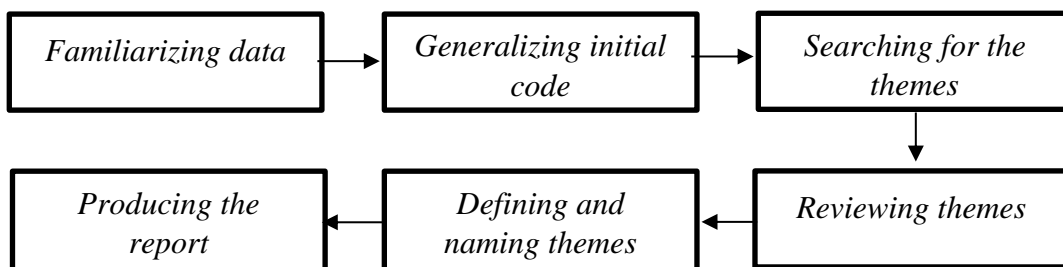 Familiarizing data
Generalizing initial
code
Searching for the
themes
Reviewing themes
Defining and
naming themes
Producing the
report